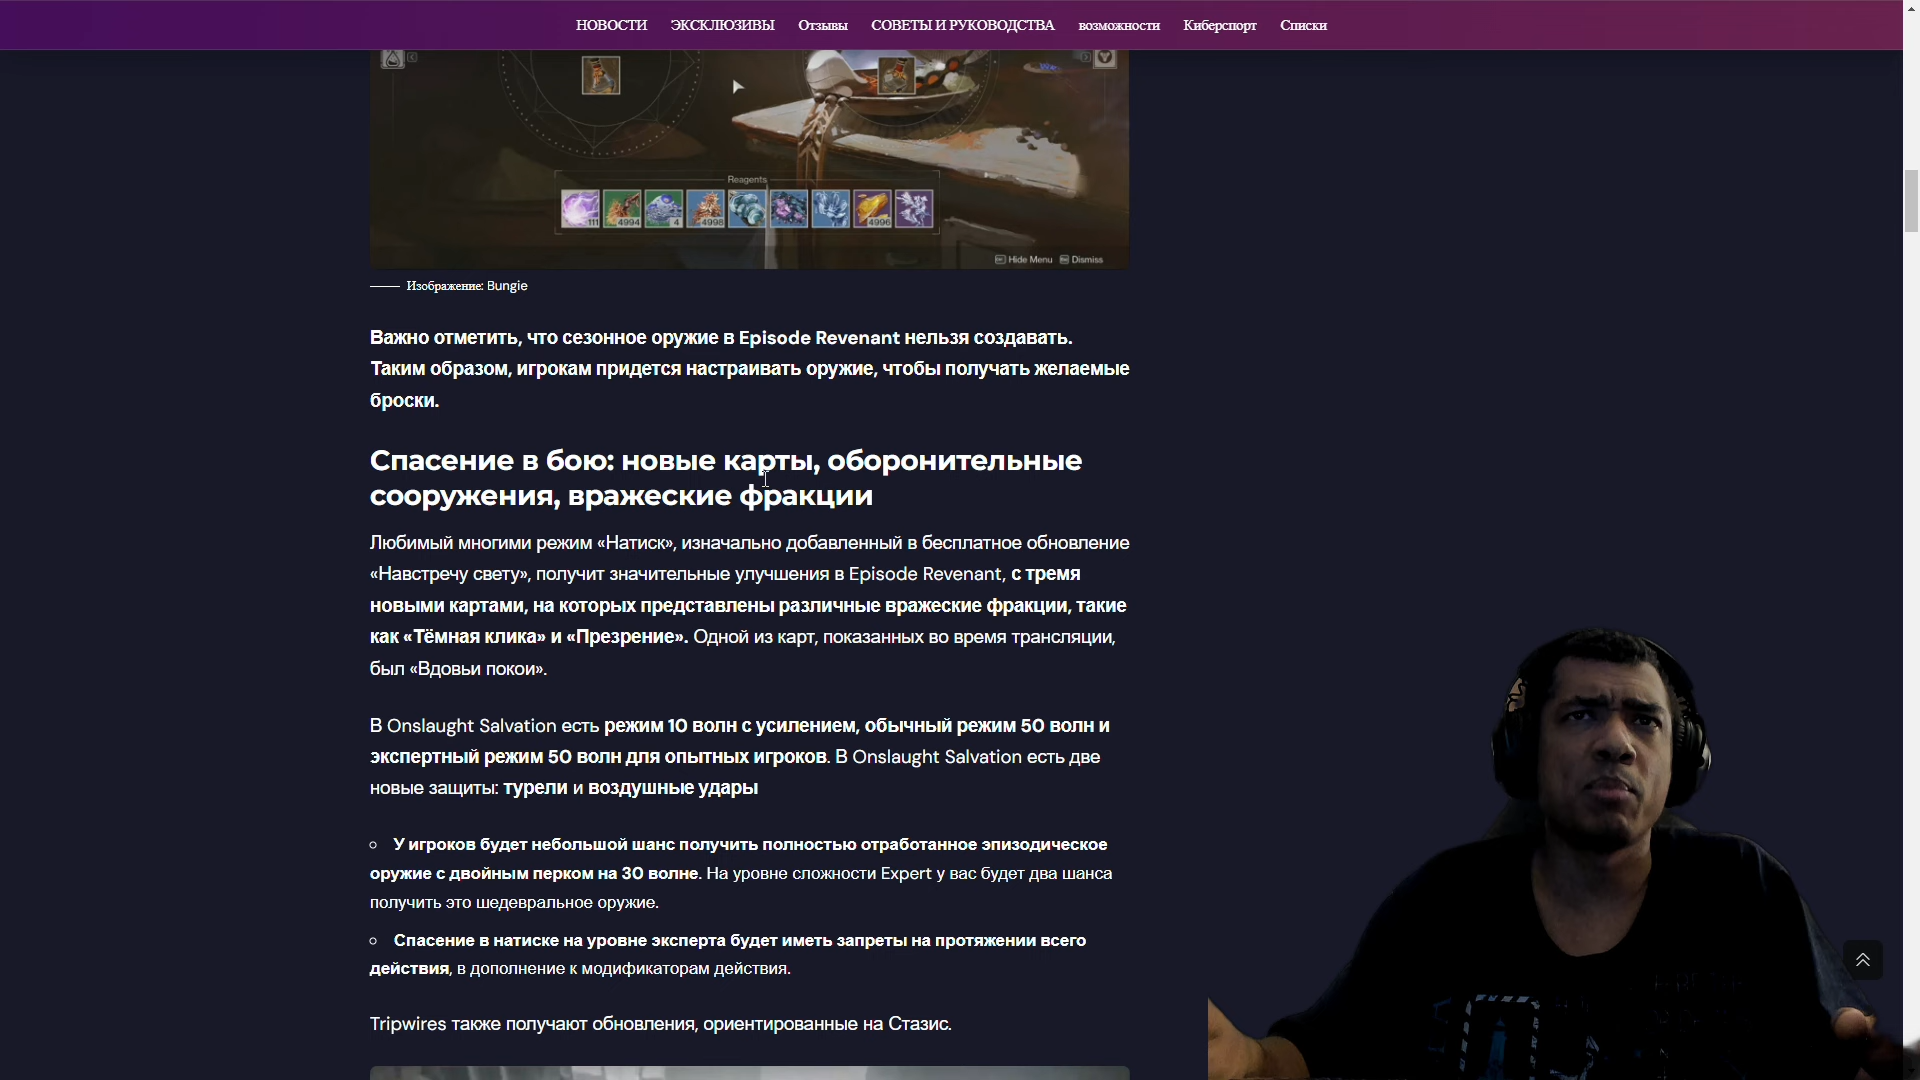 НОВОСТИ ЭКСКЛЮЗИВЫ Отзывы СОВЕТЫ И РУКОВОДСТВА возможности Киберспорт Списки
Reagents
111 4994 4 4998 4996
Hide Menu Dismiss
Изображение: Bungie
Важно отметить, что сезонное оружие в Episode Revenant нельзя создавать.
Таким образом, игрокам придется настраивать оружие, чтобы получать желаемые
броски.
Спасение в бою: новые карты, оборонительные
сооружения, вражеские фракции
Любимый многими режим «Натиск», изначально добавленный в бесплатное обновление
«Навстречу свету», получит значительные улучшения в Episode Revenant, с тремя
новыми картами, на которых представлены различные вражеские фракции, такие
как «Тёмная клика» и «Презрение». Одной из карт, показанных во время трансляции,
был «Вдовьи покои».
В Onslaught Salvation есть режим 10 волн с усилением, обычный режим 50 волн и
экспертный режим 50 волн для опытных игроков. В Onslaught Salvation есть две
новые защиты: турели и воздушные удары
У игроков будет небольшой шанс получить полностью отработанное эпизодическое
оружие с двойным перком на 30 волне. На уровне сложности Expert у вас будет два шанса
получить это шедевральное оружие.
Спасение в натиске на уровне эксперта будет иметь запреты на протяжении всего
действия, в дополнение к модификаторам действия.
Tripwires также получают обновления, ориентированные на Стазис.